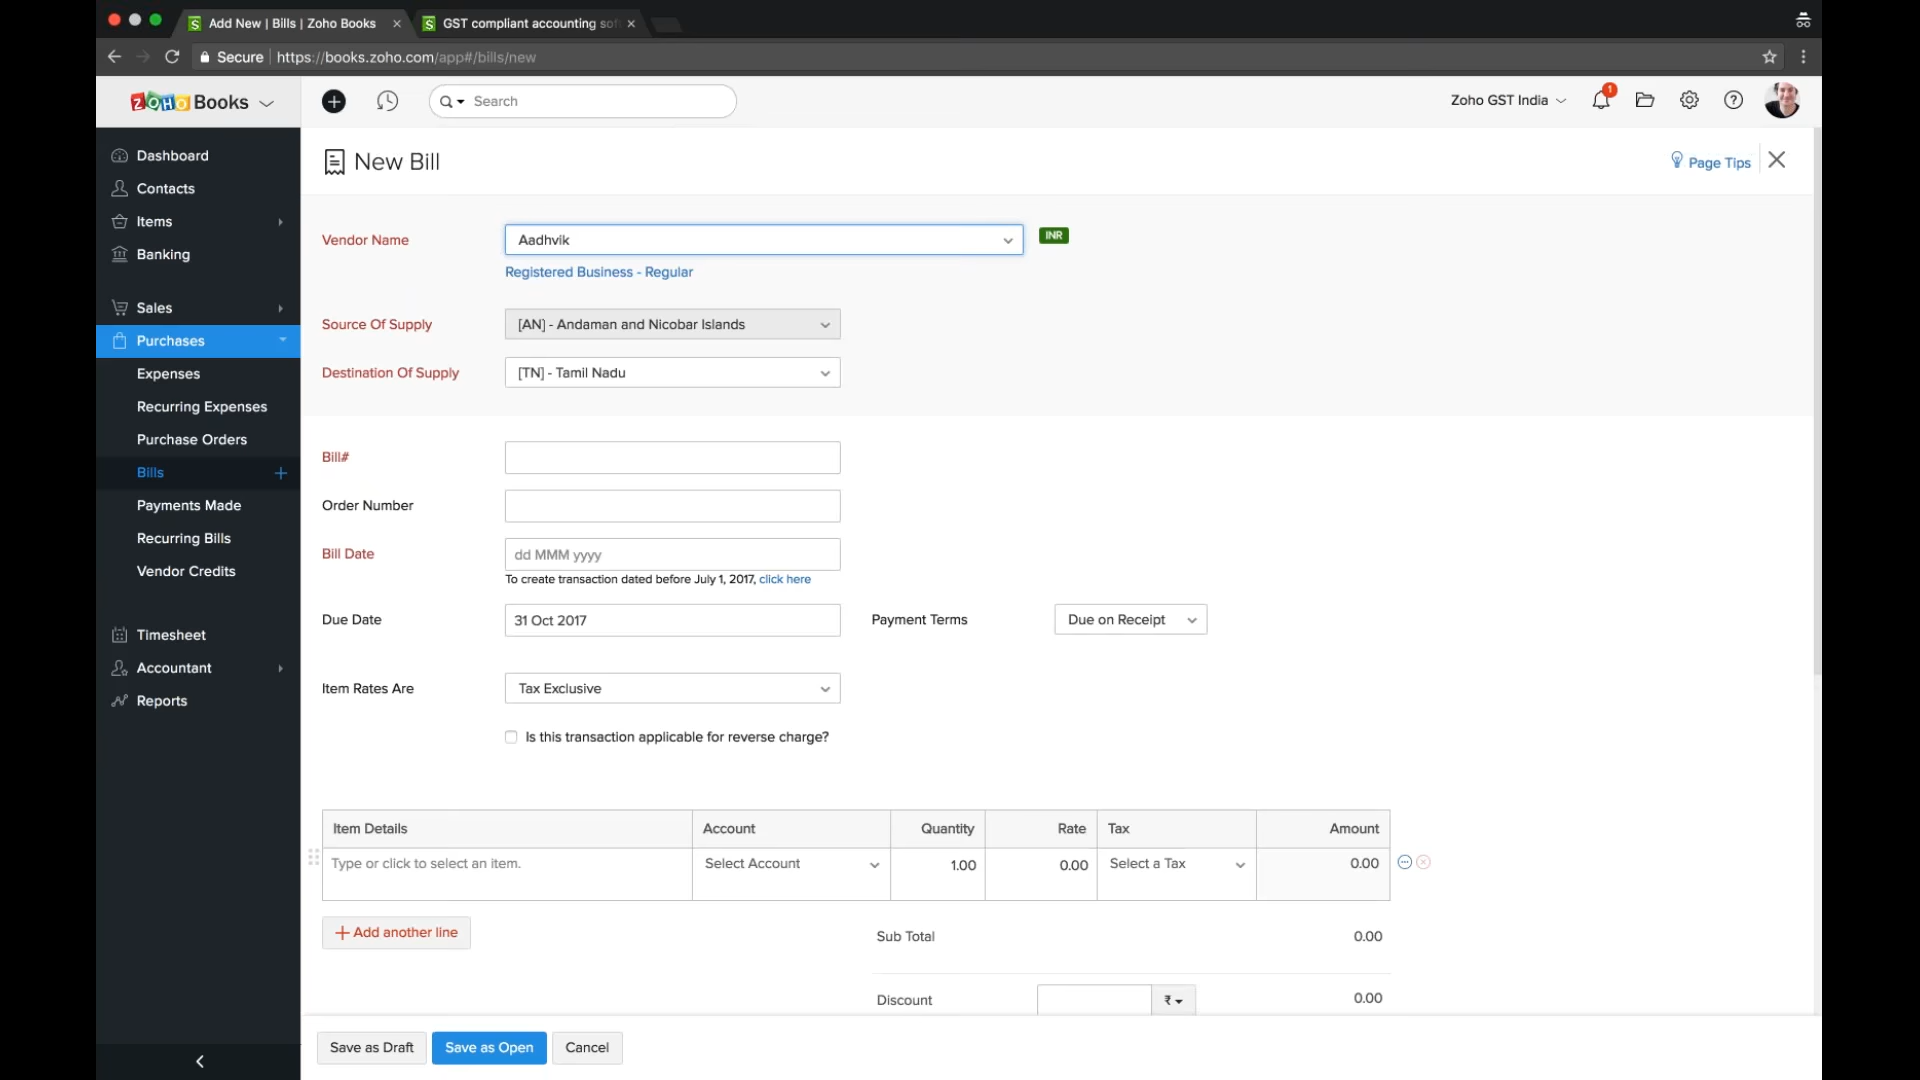 Add New | Bills | Zoho Books
GST compliant accounting sof
Secure
https://books.zoho.com/app#/bills/new
ZOHO Books
Search
Zoho GST India
1
Dashboard
Contacts
Items
Banking
Sales
Purchases
Expenses
Recurring Expenses
Purchase Orders
Bills
Payments Made
Recurring Bills
Vendor Credits
Timesheet
Accountant
Reports
New Bill
Page Tips
Vendor Name
Aadhvik
INR
Registered Business - Regular
Source Of Supply
[AN] - Andaman and Nicobar Islands
Destination Of Supply
[TN] - Tamil Nadu
Bill#
Order Number
Bill Date
dd MMM yyyy
To create transaction dated before July 1, 2017, click here
Due Date
31 Oct 2017
Payment Terms
Due on Receipt
Item Rates Are
Tax Exclusive
Is this transaction applicable for reverse charge?
Item Details Account Quantity Rate Tax Amount
Type or click to select an item. Select Account 1.00 0.00 Select a Tax 0.00
Add another line
Sub Total 0.00
Discount ₹ 0.00
Save as Draft Save as Open Cancel